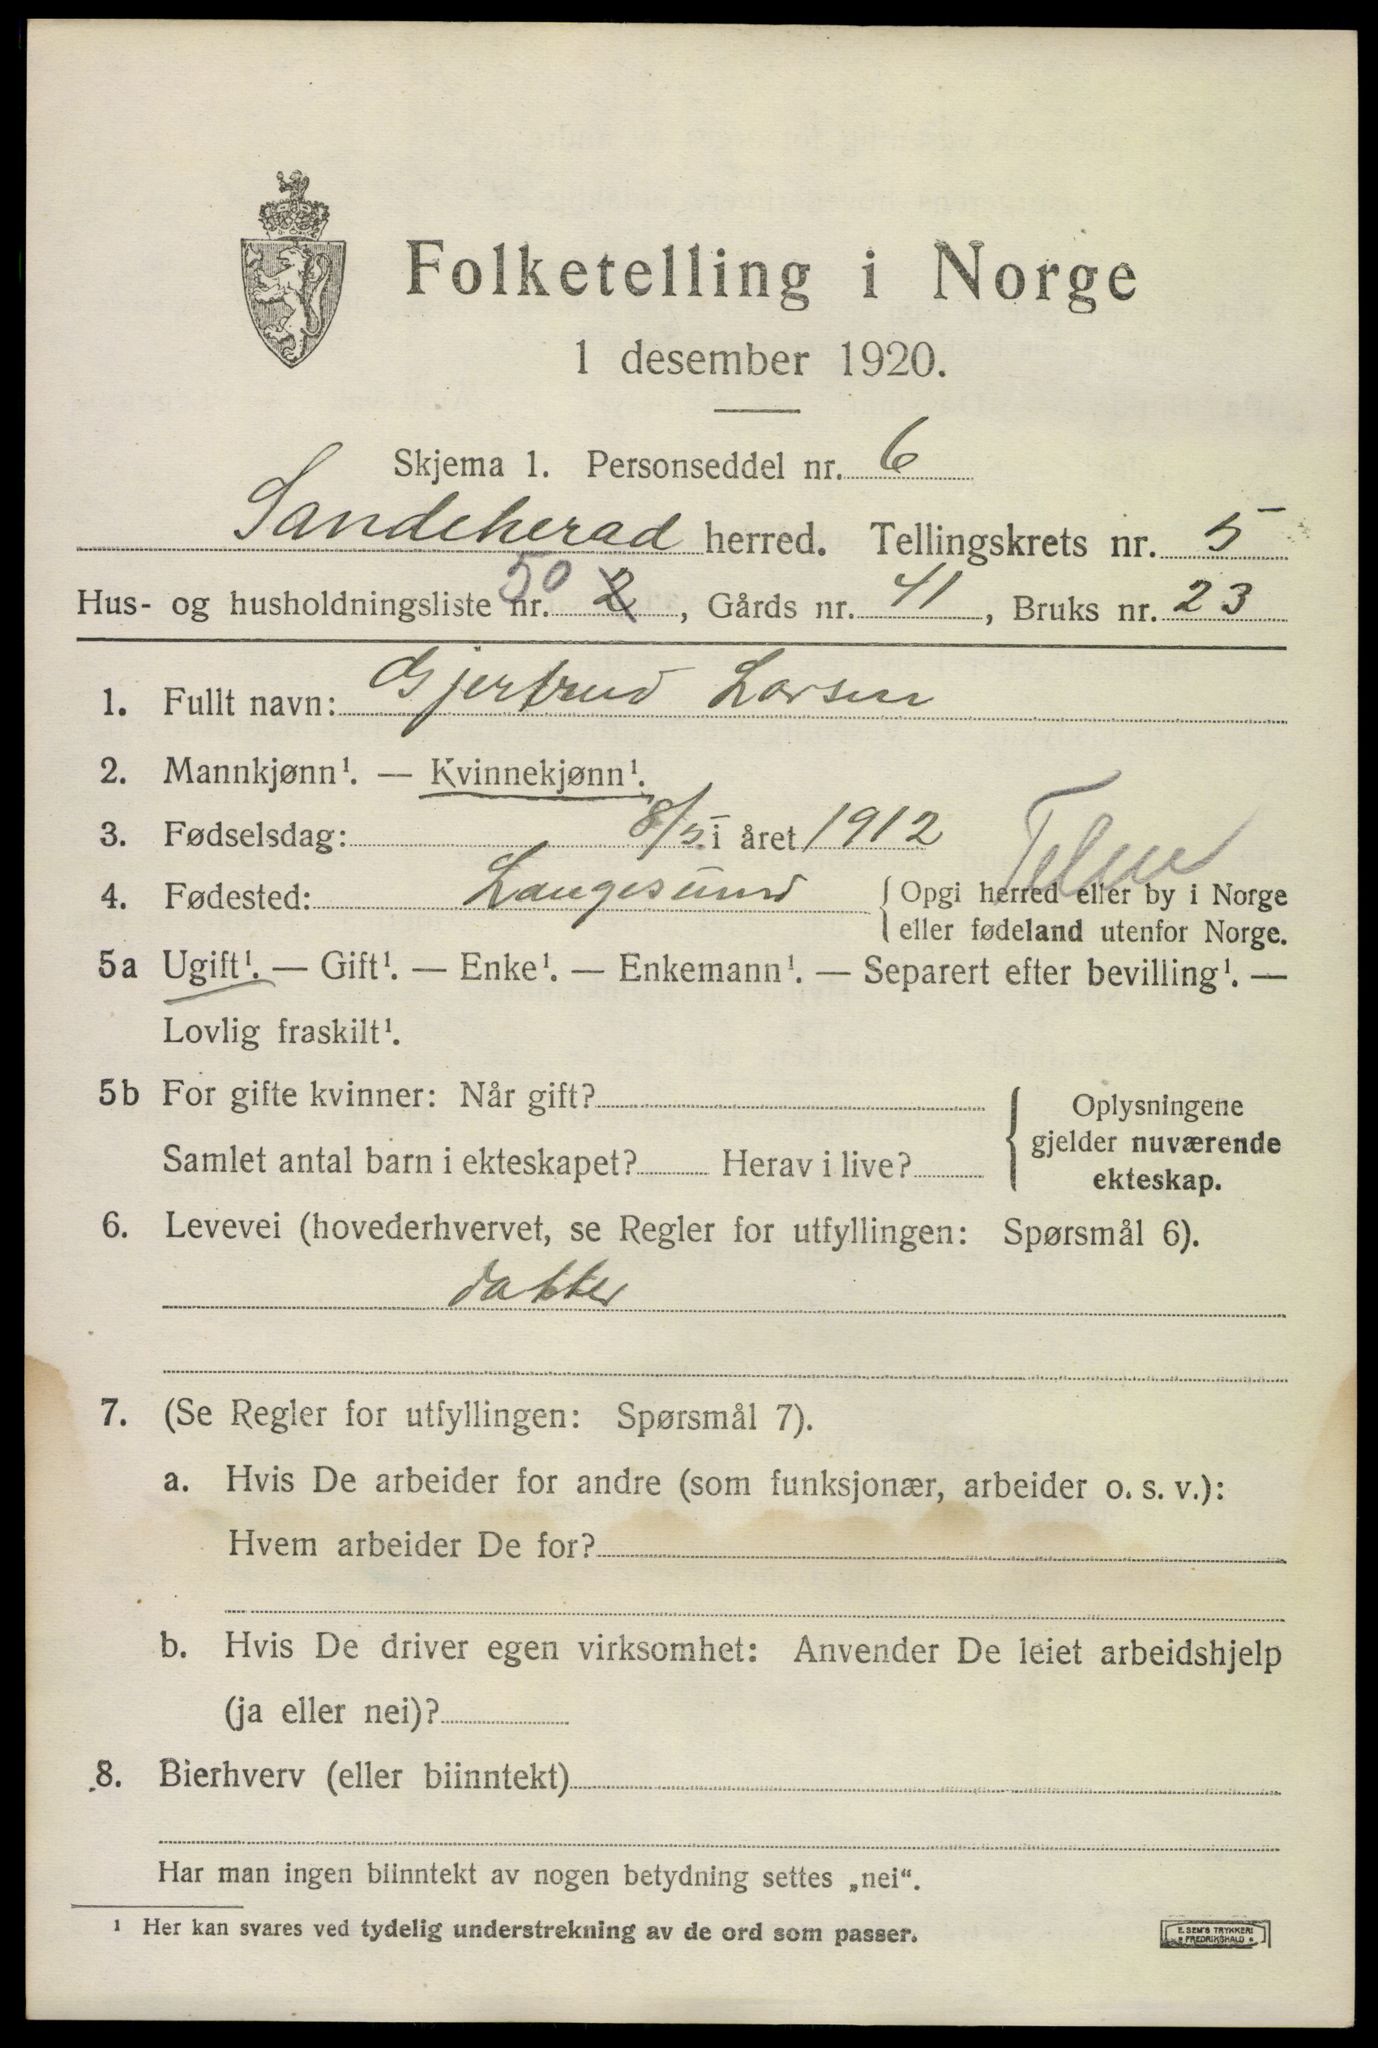 Folketelling i Norge
1 desember 1920.
Skjema 1. Personseddel nr. 6
Sandeherad herred. Tellingskrets nr. 5
Hus- og husholdningsliste nr. 50 2, Gårds nr. 41, Bruks nr. 23
1. Fullt navn: Gjertrud Larsen
2. Mannkjønn¹. — Kvinnekjønn¹.
3. Fødselsdag: 8/5 i året 1912
4. Fødested: Langesund { Opgi herred eller by i Norge
eller fødeland utenfor Norge.
5a Ugift¹. — Gift¹. — Enke¹. — Enkemann¹. — Separert efter bevilling¹. —
Lovlig fraskilt¹.
5b For gifte kvinner: Når gift?
Samlet antal barn i ekteskapet? Herav i live?
{ Oplysningene
gjelder nuværende
ekteskap.
6. Levevei (hovederhvervet, se Regler for utfyllingen: Spørsmål 6).
datter
7. (Se Regler for utfyllingen: Spørsmål 7).
a. Hvis De arbeider for andre (som funksjonær, arbeider o. s. v.):
Hvem arbeider De for?
b. Hvis De driver egen virksomhet: Anvender De leiet arbeidshjelp
(ja eller nei)?
8. Bierhverv (eller biinntekt)
Har man ingen biinntekt av nogen betydning settes „nei“.
¹ Her kan svares ved tydelig understrekning av de ord som passer.
E. SEM'S TRYKKERI
FREDRIKSHALD